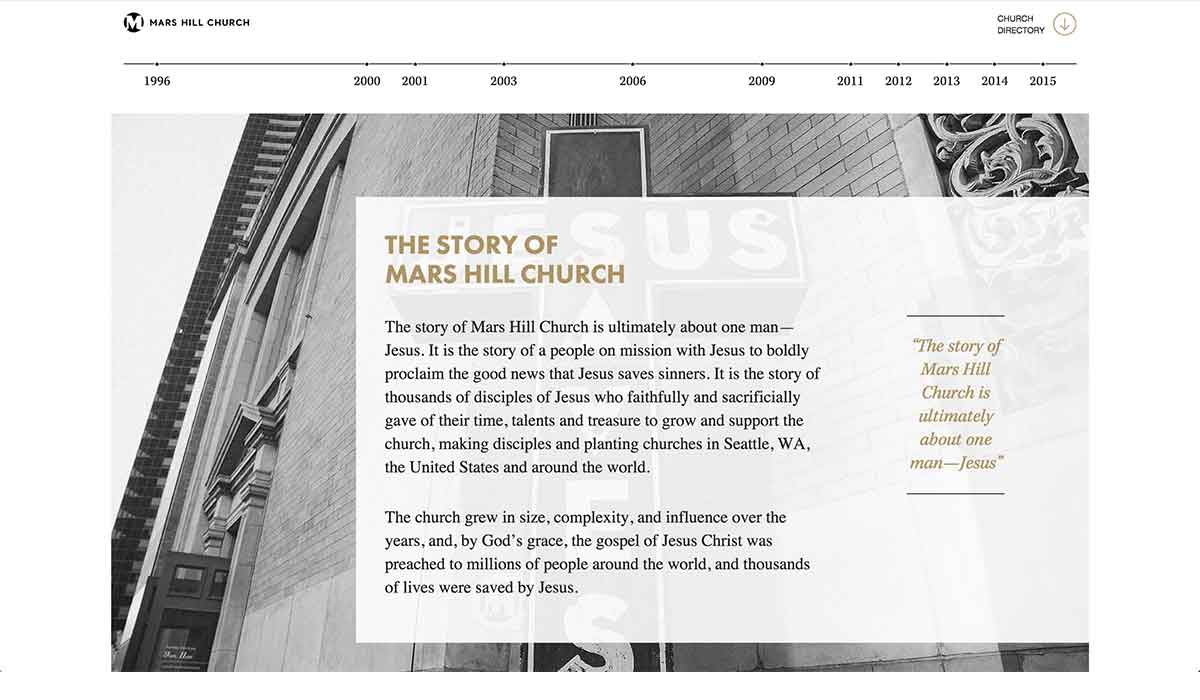 MARS HILL CHURCH
CHURCH
DIRECTORY
1996 2000 2001 2003 2006 2009 2011 2012 2013 2014 2015
JESUS
THE STORY OF
MARS HILL CHURCH
The story of Mars Hill Church is ultimately about one man—
Jesus. It is the story of a people on mission with Jesus to boldly
proclaim the good news that Jesus saves sinners. It is the story of
thousands of disciples of Jesus who faithfully and sacrificially
gave of their time, talents and treasure to grow and support the
church, making disciples and planting churches in Seattle, WA,
the United States and around the world.
The church grew in size, complexity, and influence over the
years, and, by God’s grace, the gospel of Jesus Christ was
preached to millions of people around the world, and thousands
of lives were saved by Jesus.
“The story of
Mars Hill
Church is
ultimately
about one
man—Jesus”